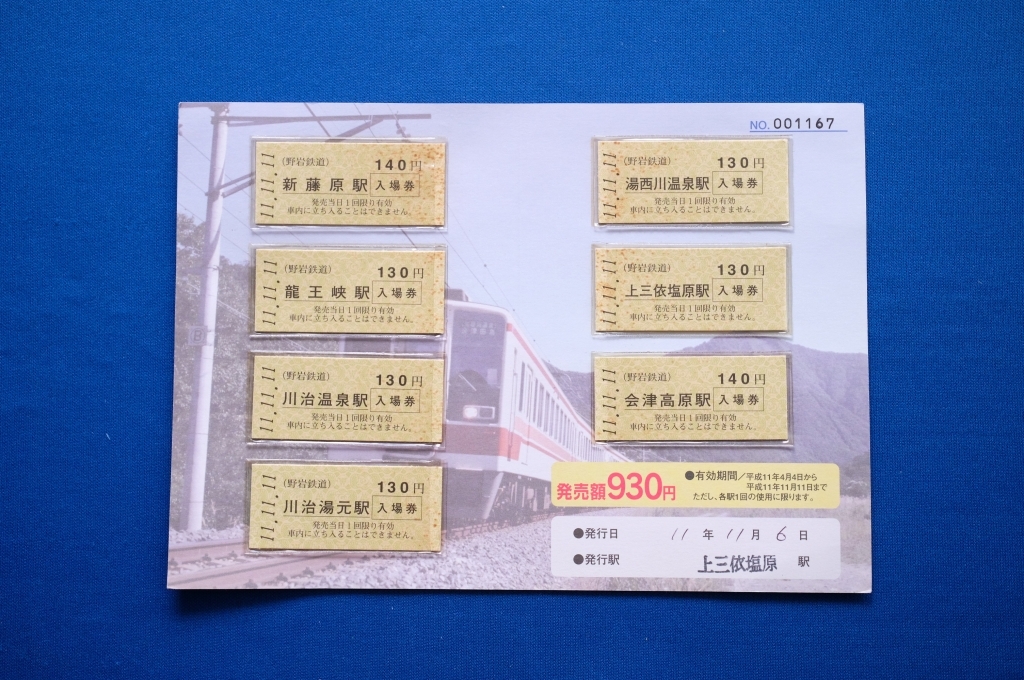 NO. 001167
11.11.11
(野岩鉄道) 140円
新藤原駅 入場券
発売当日1回限り有効
車内に立ち入ることはできません。
11.11.11
(野岩鉄道) 130円
龍王峡駅 入場券
発売当日1回限り有効
車内に立ち入ることはできません。
11.11.11
(野岩鉄道) 130円
川治温泉駅 入場券
発売当日1回限り有効
車内に立ち入ることはできません。
11.11.11
(野岩鉄道) 130円
川治湯元駅 入場券
発売当日1回限り有効
車内に立ち入ることはできません。
11.11.11
(野岩鉄道) 130円
湯西川温泉駅 入場券
発売当日1回限り有効
車内に立ち入ることはできません。
11.11.11
(野岩鉄道) 130円
上三依塩原駅 入場券
発売当日1回限り有効
車内に立ち入ることはできません。
11.11.11
(野岩鉄道) 140円
会津高原駅 入場券
発売当日1回限り有効
車内に立ち入ることはできません。
発売額930円
●有効期間/平成11年4月4日から
平成11年11月11日まで
ただし、各駅1回の使用に限ります。
●発行日 11年11月6日
●発行駅 上三依塩原 駅